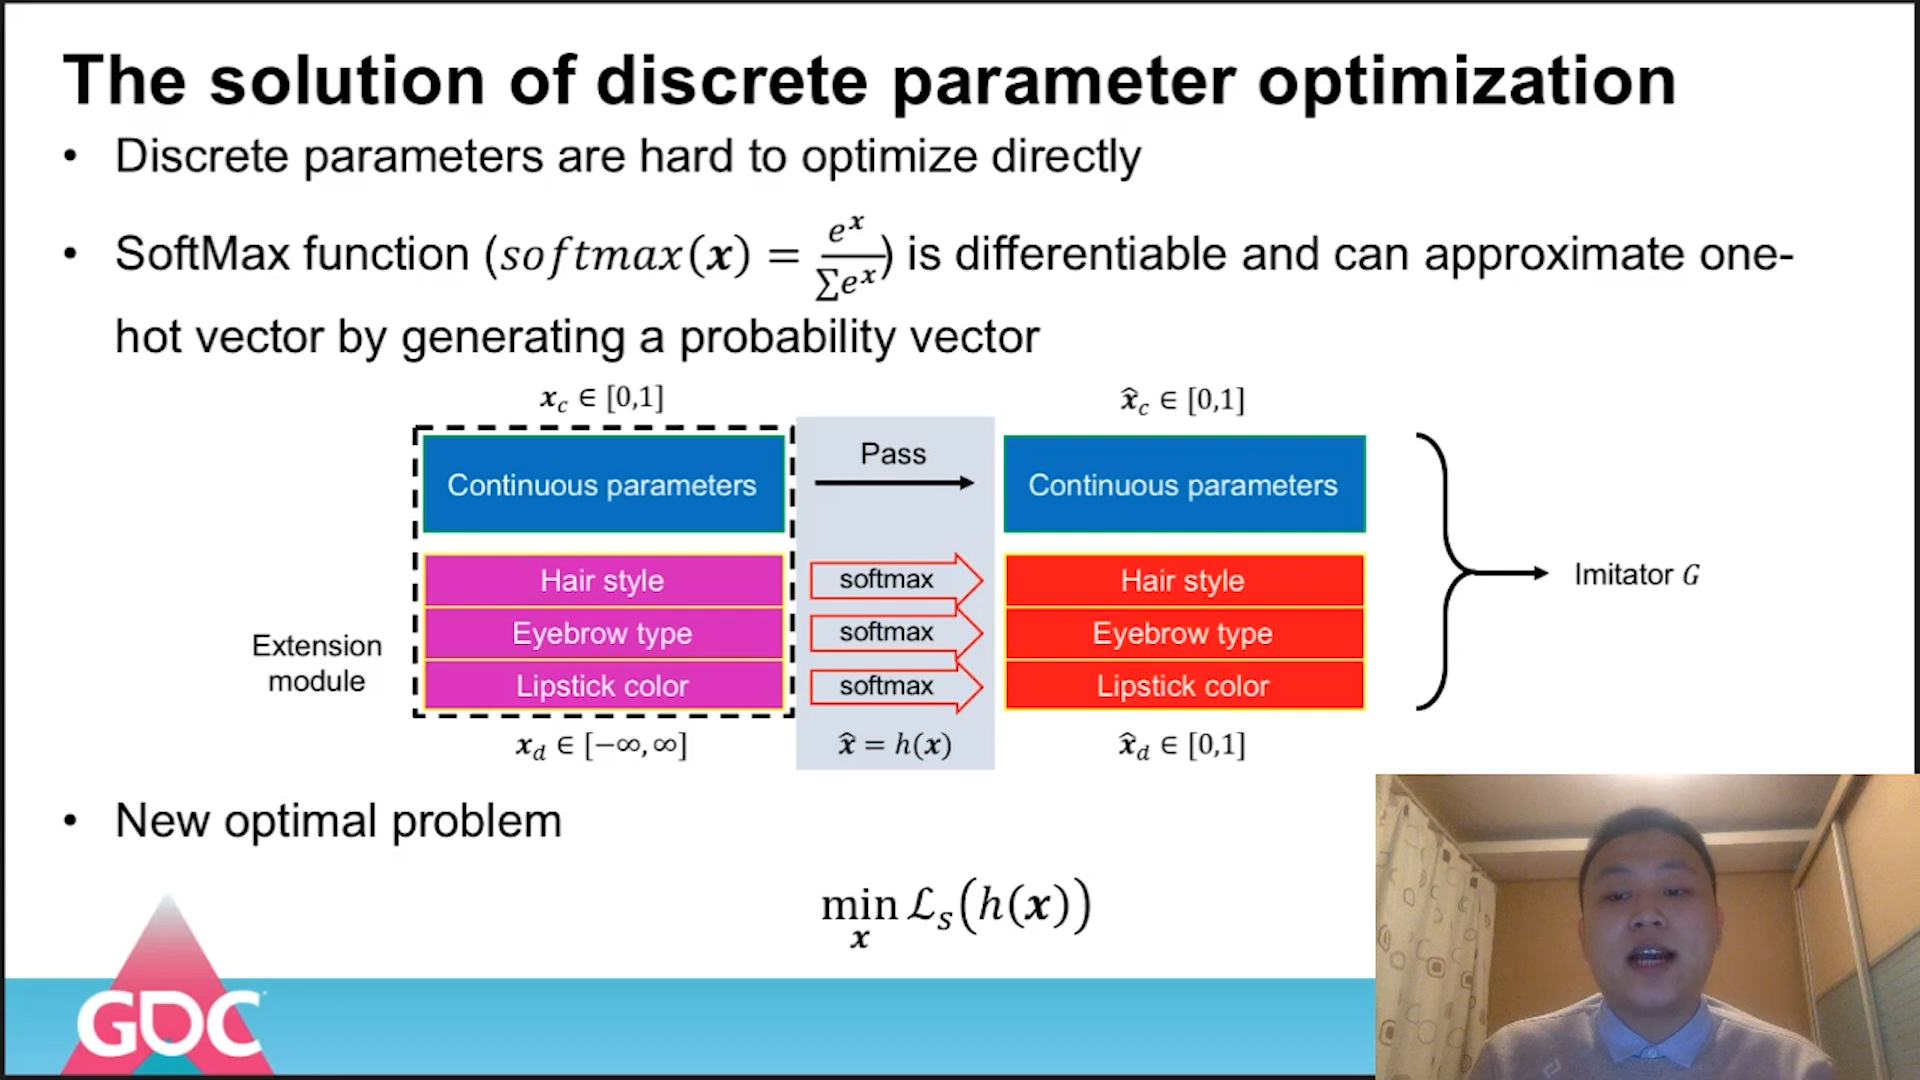 The solution of discrete parameter optimization
• Discrete parameters are hard to optimize directly
• SoftMax function (softmax(x) = e^x / ∑e^x) is differentiable and can approximate one-
hot vector by generating a probability vector
x_c ∈ [0,1]
x̂_c ∈ [0,1]
Continuous parameters
Pass
Continuous parameters
Hair style
softmax
Hair style
Imitator G
Eyebrow type
softmax
Eyebrow type
Extension
module
Lipstick color
softmax
Lipstick color
x_d ∈ [−∞,∞]
x̂ = h(x)
x̂_d ∈ [0,1]
• New optimal problem
min_x ℒ_s(h(x))
GDC